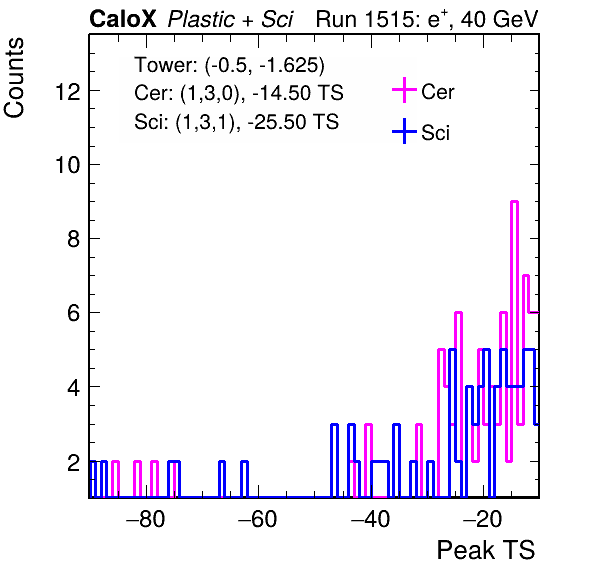 CaloX Plastic + Sci Run 1515: e⁺, 40 GeV
Counts
Tower: (-0.5, -1.625)
Cer: (1,3,0), -14.50 TS
Sci: (1,3,1), -25.50 TS
Cer
Sci
12
10
8
6
4
2
−80 −60 −40 −20
Peak TS